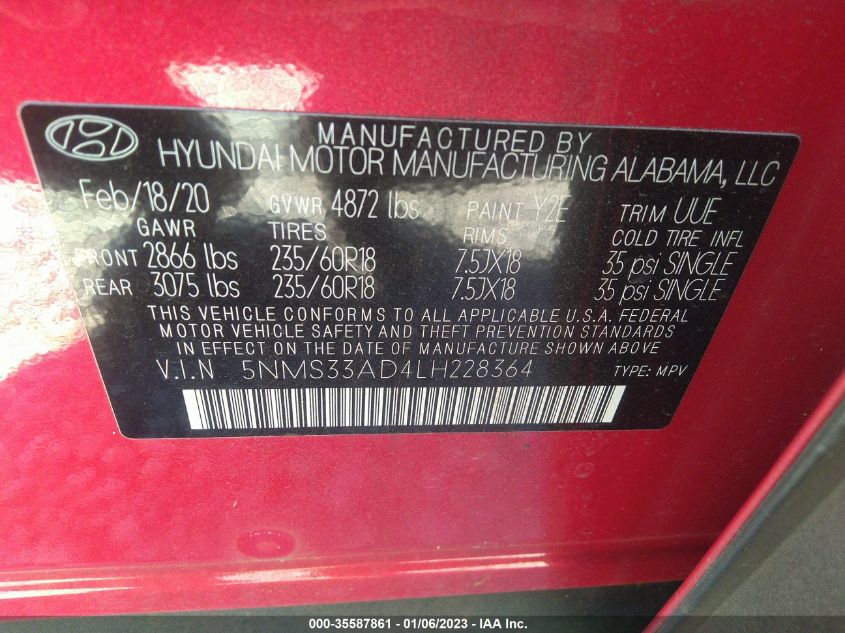 MANUFACTURED BY
HYUNDAI MOTOR MANUFACTURING ALABAMA, LLC
Feb/18/20 GVWR 4872 lbs PAINT Y2E TRIM UUE
GAWR TIRES RIMS COLD TIRE INFL
FRONT 2866 lbs 235/60R18 7.5JX18 35 psi SINGLE
REAR 3075 lbs 235/60R18 7.5JX18 35 psi SINGLE
THIS VEHICLE CONFORMS TO ALL APPLICABLE U.S.A. FEDERAL
MOTOR VEHICLE SAFETY AND THEFT PREVENTION STANDARDS
IN EFFECT ON THE DATE OF MANUFACTURE SHOWN ABOVE
V.I.N 5NMS33AD4LH228364 TYPE: MPV
000-35587861 - 01/06/2023 - IAA Inc.